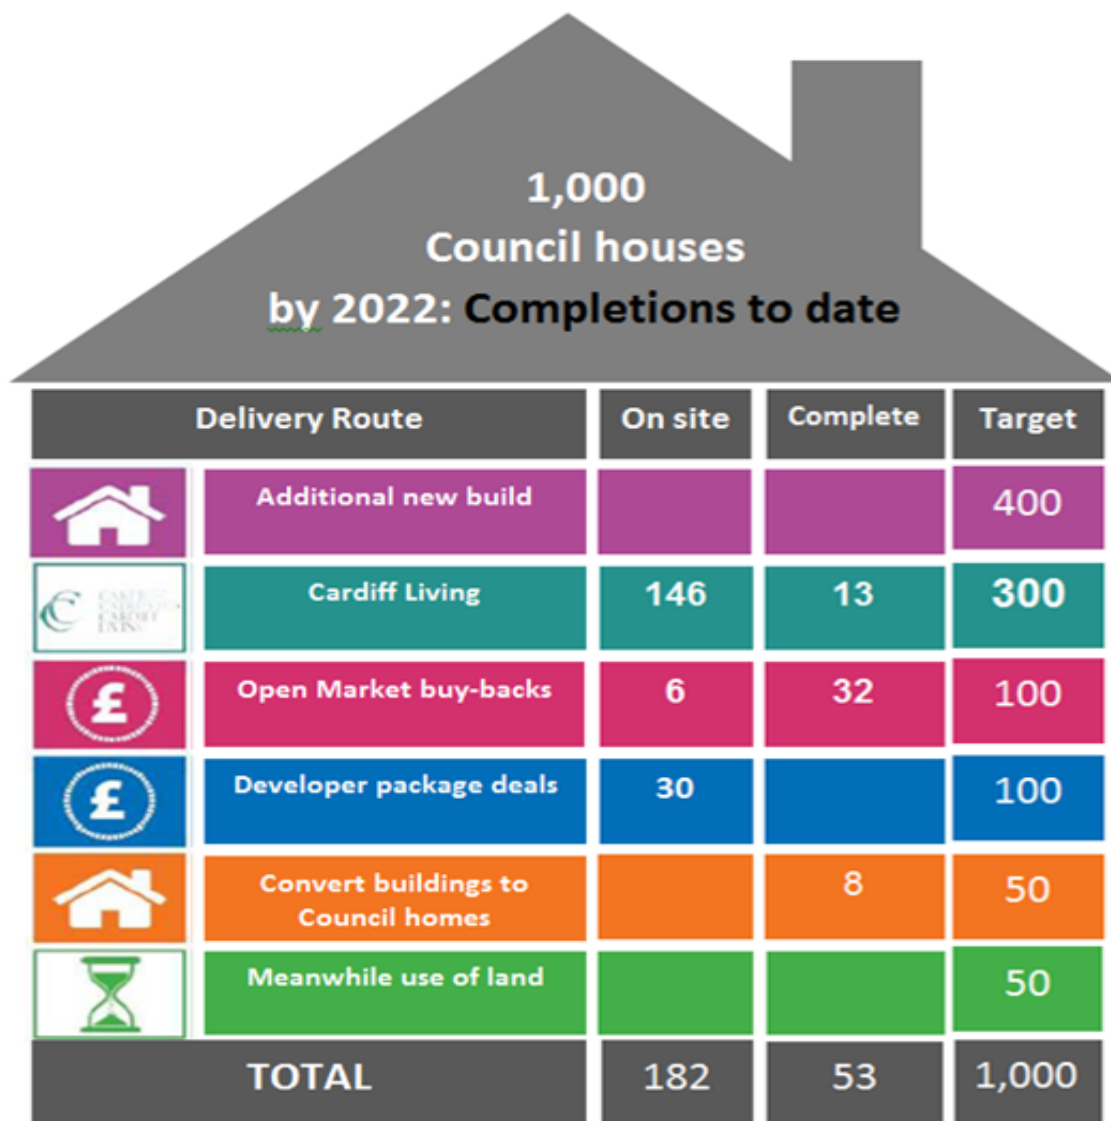 1,000
Council houses
by 2022: Completions to date
Delivery Route On site Complete Target
Additional new build 400
Cardiff Living 146 13 300
£ Open Market buy-backs 6 32 100
£ Developer package deals 30 100
Convert buildings to
Council homes 8 50
Meanwhile use of land 50
TOTAL 182 53 1,000